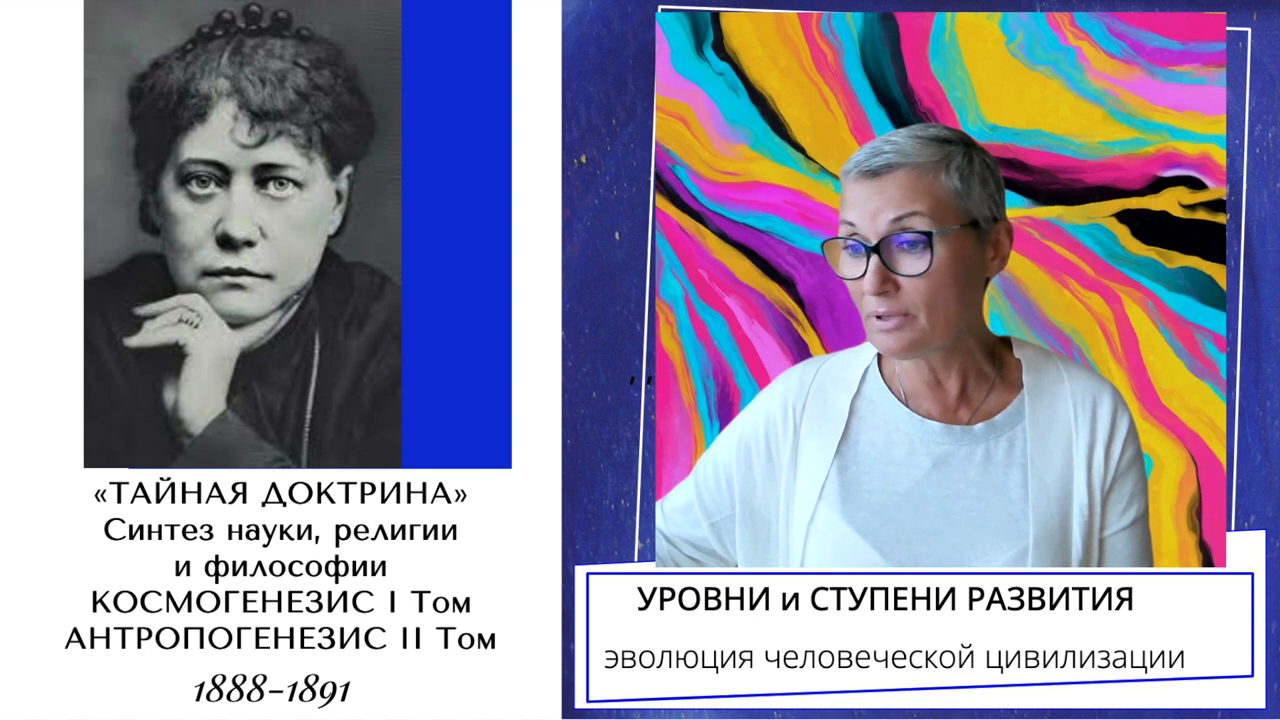 «ТАЙНАЯ ДОКТРИНА»
Синтез науки, религии
и философии
КОСМОГЕНЕЗИС I Том
АНТРОПОГЕНЕЗИС II Том
1888-1891
УРОВНИ и СТУПЕНИ РАЗВИТИЯ
эволюция человеческой цивилизации